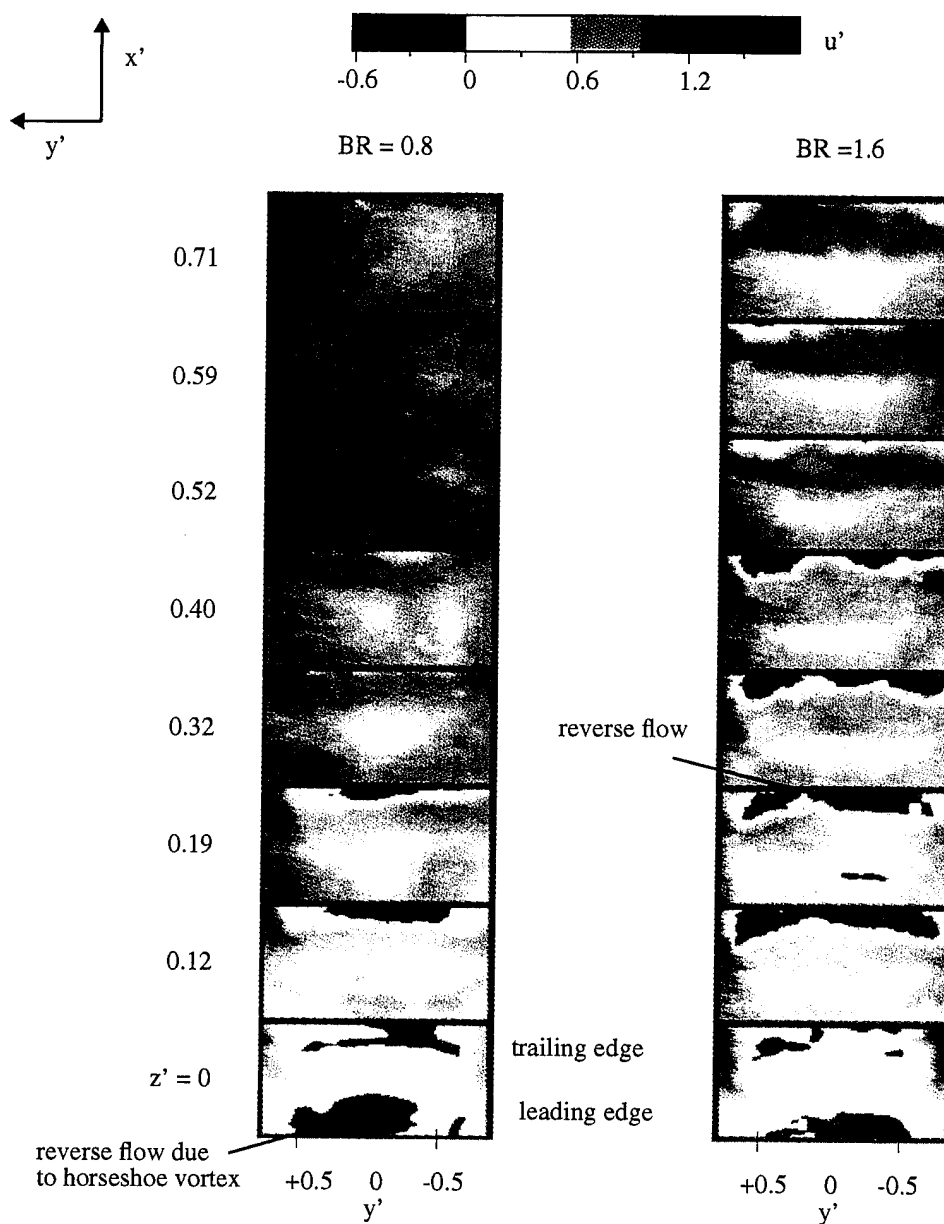 x'
y'
u'
-0.6 0 0.6 1.2
BR = 0.8
BR =1.6
0.71
0.59
0.52
0.40
0.32
reverse flow
0.19
0.12
trailing edge
z' = 0
leading edge
reverse flow due
to horseshoe vortex
+0.5 0 -0.5
y'
+0.5 0 -0.5
y'